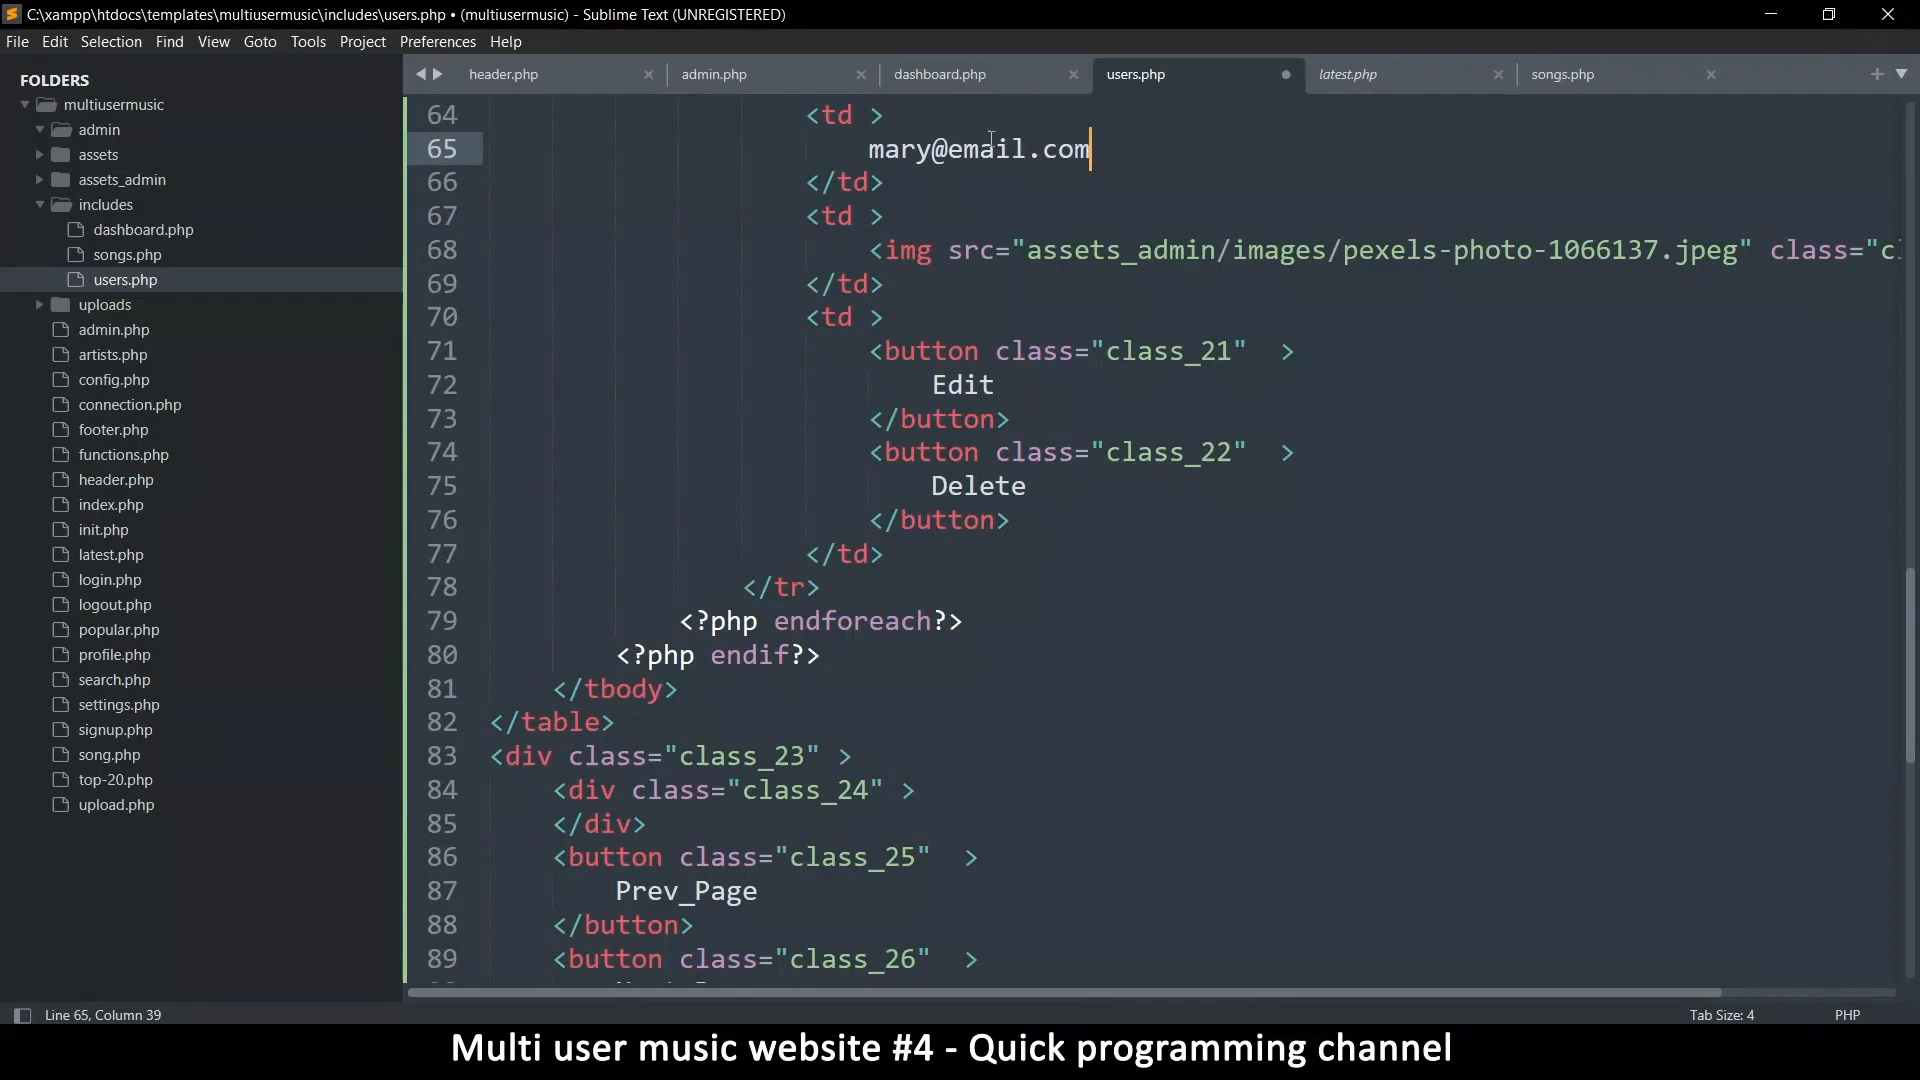 C:\xampp\htdocs\templates\multiusermusic\includes\users.php • (multiusermusic) - Sublime Text (UNREGISTERED)
File Edit Selection Find View Goto Tools Project Preferences Help
FOLDERS
multiusermusic
admin
assets
assets_admin
includes
dashboard.php
songs.php
users.php
uploads
admin.php
artists.php
config.php
connection.php
footer.php
functions.php
header.php
index.php
init.php
latest.php
login.php
logout.php
popular.php
profile.php
search.php
settings.php
signup.php
song.php
top-20.php
upload.php
header.php admin.php dashboard.php users.php latest.php songs.php
64 <td >
65 mary@email.com
66 </td>
67 <td >
68 <img src="assets_admin/images/pexels-photo-1066137.jpeg" class="c
69 </td>
70 <td >
71 <button class="class_21"  >
72 Edit
73 </button>
74 <button class="class_22"  >
75 Delete
76 </button>
77 </td>
78 </tr>
79 <?php endforeach?>
80 <?php endif?>
81 </tbody>
82 </table>
83 <div class="class_23" >
84 <div class="class_24" >
85 </div>
86 <button class="class_25"  >
87 Prev_Page
88 </button>
89 <button class="class_26"  >
Line 65, Column 39 Tab Size: 4 PHP
Multi user music website #4 - Quick programming channel